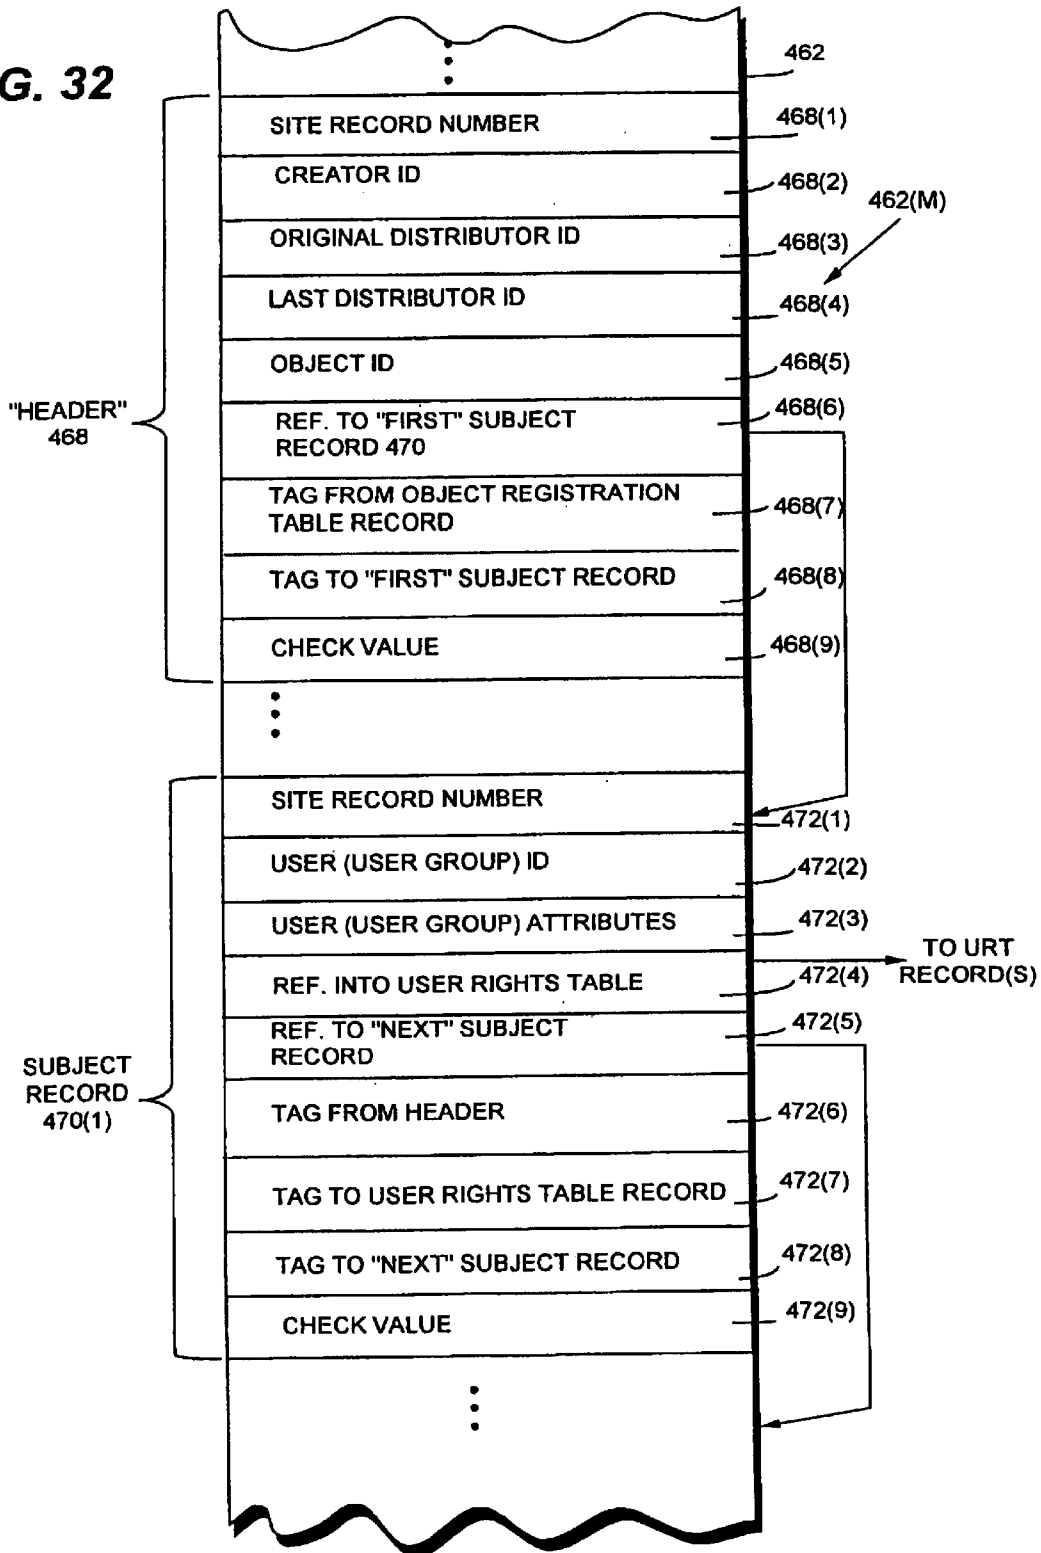 G. 32
462
SITE RECORD NUMBER
468(1)
CREATOR ID
468(2)
462(M)
ORIGINAL DISTRIBUTOR ID
468(3)
LAST DISTRIBUTOR ID
468(4)
OBJECT ID
468(5)
"HEADER"
468
REF. TO "FIRST" SUBJECT
RECORD 470
468(6)
TAG FROM OBJECT REGISTRATION
TABLE RECORD
468(7)
TAG TO "FIRST" SUBJECT RECORD
468(8)
CHECK VALUE
468(9)
SITE RECORD NUMBER
472(1)
USER (USER GROUP) ID
472(2)
USER (USER GROUP) ATTRIBUTES
472(3)
TO URT
RECORD(S)
REF. INTO USER RIGHTS TABLE
472(4)
REF. TO "NEXT" SUBJECT
RECORD
472(5)
SUBJECT
RECORD
470(1)
TAG FROM HEADER
472(6)
TAG TO USER RIGHTS TABLE RECORD
472(7)
TAG TO "NEXT" SUBJECT RECORD
472(8)
CHECK VALUE
472(9)